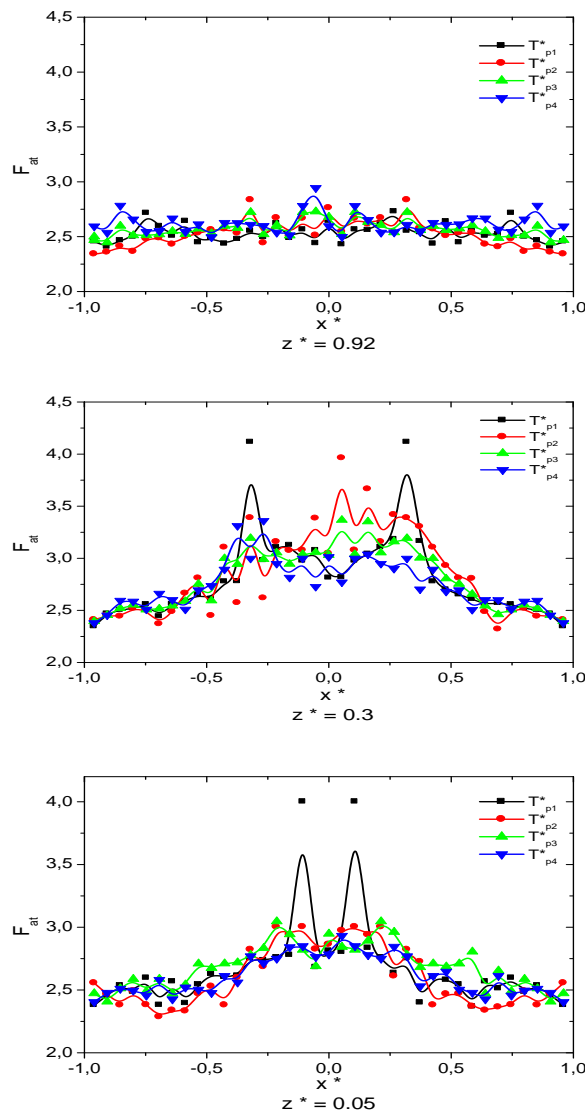 4,5
4,0
3,5
3,0
2,5
2,0
F at
T* p1
T* p2
T* p3
T* p4
-1,0 -0,5 0,0 0,5 1,0
x *
z * = 0.92
4,5
4,0
3,5
3,0
2,5
2,0
F at
T* p1
T* p2
T* p3
T* p4
-1,0 -0,5 0,0 0,5 1,0
x *
z * = 0.3
4,0
3,5
3,0
2,5
2,0
F at
T* p1
T* p2
T* p3
T* p4
-1,0 -0,5 0,0 0,5 1,0
x *
z * = 0.05